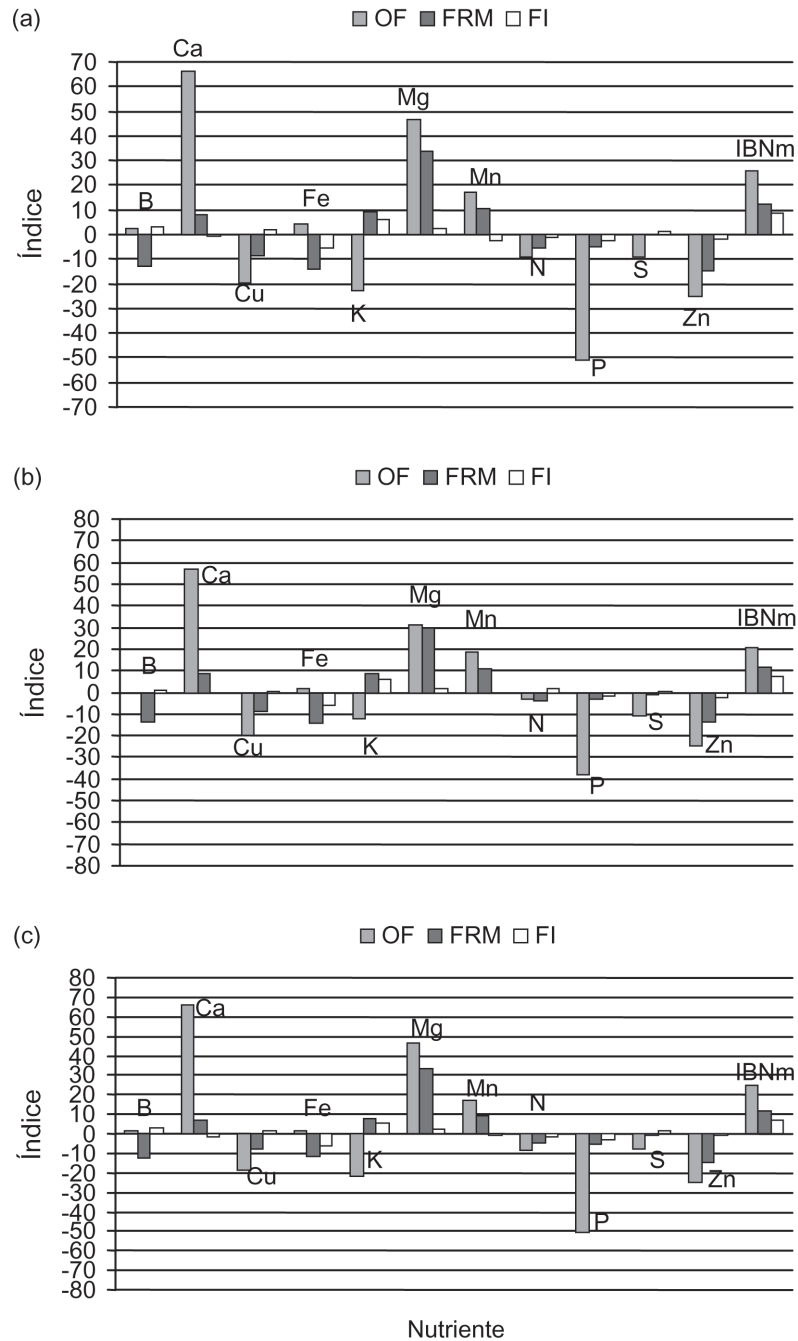 (a)
OF FRM FI
Ca
70
60
50
40
30
20
10
0
-10
-20
-30
-40
-50
-60
-70
Índice
B
Cu
Fe
K
Mg
Mn
N
P
S
Zn
IBNm
(b)
OF FRM FI
80
70
60
50
40
30
20
10
0
-10
-20
-30
-40
-50
-60
-70
-80
Índice
B
Ca
Cu
Fe
K
Mg
Mn
N
P
S
Zn
IBNm
(c)
OF FRM FI
80
70
60
50
40
30
20
10
0
-10
-20
-30
-40
-50
-60
-70
-80
Índice
B
Ca
Cu
Fe
K
Mg
Mn
N
P
S
Zn
IBNm
Nutriente